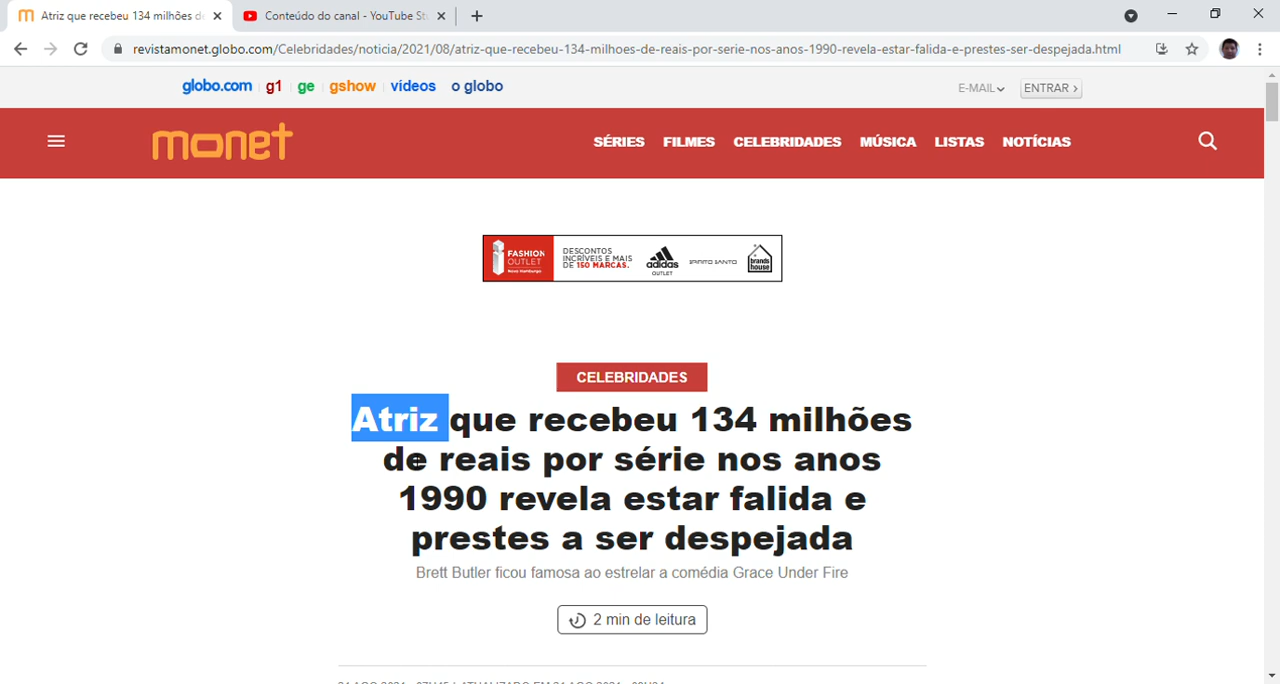 Atriz que recebeu 134 milhões de
Conteúdo do canal - YouTube St
revistamonet.globo.com/Celebridades/noticia/2021/08/atriz-que-recebeu-134-milhoes-de-reais-por-serie-nos-anos-1990-revela-estar-falida-e-prestes-ser-despejada.html
globo.com g1 ge gshow vídeos o globo
E-MAIL ENTRAR
monet
SÉRIES FILMES CELEBRIDADES MÚSICA LISTAS NOTÍCIAS
FASHION
OUTLET
Novo Hamburgo
DESCONTOS
INCRÍVEIS E MAIS
DE 150 MARCAS.
adidas
OUTLET
SPIRITO SANTO
brands
house
CELEBRIDADES
Atriz que recebeu 134 milhões
de reais por série nos anos
1990 revela estar falida e
prestes a ser despejada
Brett Butler ficou famosa ao estrelar a comédia Grace Under Fire
2 min de leitura